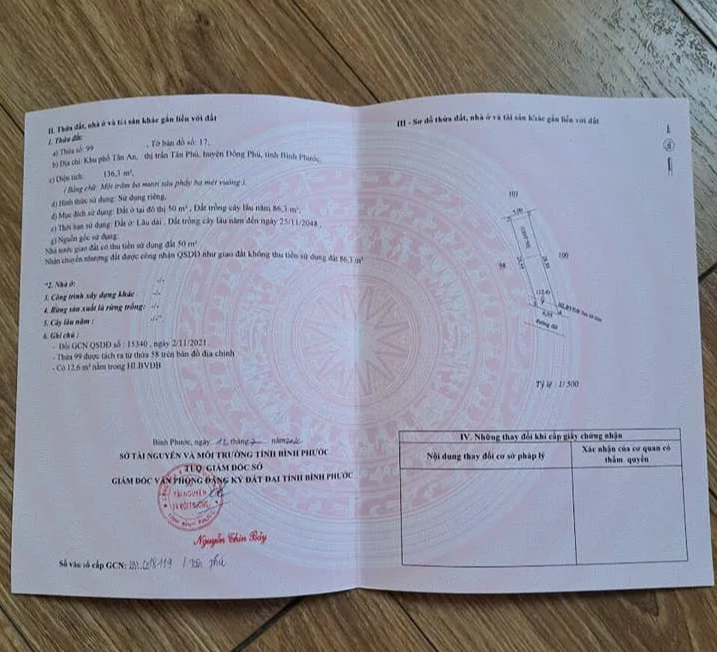 II. Thửa đất, nhà ở và tài sản khác gắn liền với đất
1. Thửa đất:
a) Thửa số: 99 , Tờ bản đồ số: 17,
b) Địa chỉ: Khu phố Tân An, thị trấn Tân Phú, huyện Đồng Phú, tỉnh Bình Phước,
c) Diện tích: 136,3 m²,
( Bằng chữ: Một trăm ba mươi sáu phẩy ba mét vuông ).
d) Hình thức sử dụng: Sử dụng riêng,
đ) Mục đích sử dụng: Đất ở tại đô thị 50 m² , Đất trồng cây lâu năm 86,3 m²,
e) Thời hạn sử dụng: Đất ở: Lâu dài , Đất trồng cây lâu năm đến ngày 25/11/2048 ,
g) Nguồn gốc sử dụng:
Nhà nước giao đất có thu tiền sử dụng đất 50 m²
Nhận chuyển nhượng đất được công nhận QSDĐ như giao đất không thu tiền sử dụng đất 86,3 m²
2. Nhà ở: -/-
3. Công trình xây dựng khác: -/-
4. Rừng sản xuất là rừng trồng: -/-
5. Cây lâu năm : -/-
6. Ghi chú :
- Đổi GCN QSDĐ số : 15340 , ngày 2/11/2021.
- Thửa 99 được tách ra từ thửa 58 trên bản đồ địa chính
- Có 12,6 m² nằm trong HLBVĐB
Bình Phước, ngày tháng năm
SỞ TÀI NGUYÊN VÀ MÔI TRƯỜNG TỈNH BÌNH PHƯỚC
TUQ. GIÁM ĐỐC SỞ
GIÁM ĐỐC VĂN PHÒNG ĐĂNG KÝ ĐẤT ĐAI TỈNH BÌNH PHƯỚC
TÀI NGUYÊN
VÀ MÔI TRƯỜNG
Nguyễn Thìn Bảy
Số vào sổ cấp GCN: / Tân Phú
III - Sơ đồ thửa đất, nhà ở và tài sản khác gắn liền với đất
103
5,00
98
100
đường đất
Tỷ lệ : 1/500
IV. Những thay đổi khi cấp giấy chứng nhận
Nội dung thay đổi cơ sở pháp lý
Xác nhận của cơ quan có
thẩm quyền